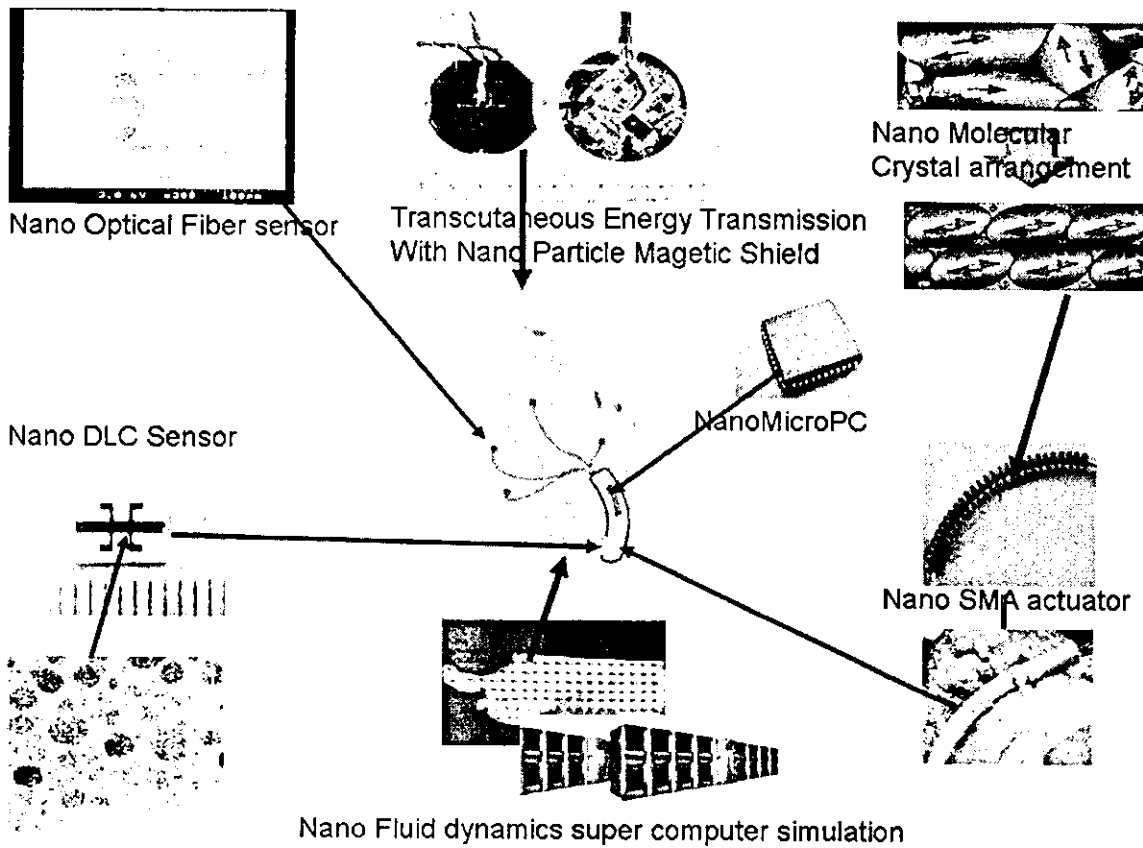 Nano Optical Fiber sensor
Transcutaneous Energy Transmission
With Nano Particle Magetic Shield
Nano Molecular
Crystal arrangement
NanoMicroPC
Nano DLC Sensor
Nano SMA actuator
Nano Fluid dynamics super computer simulation